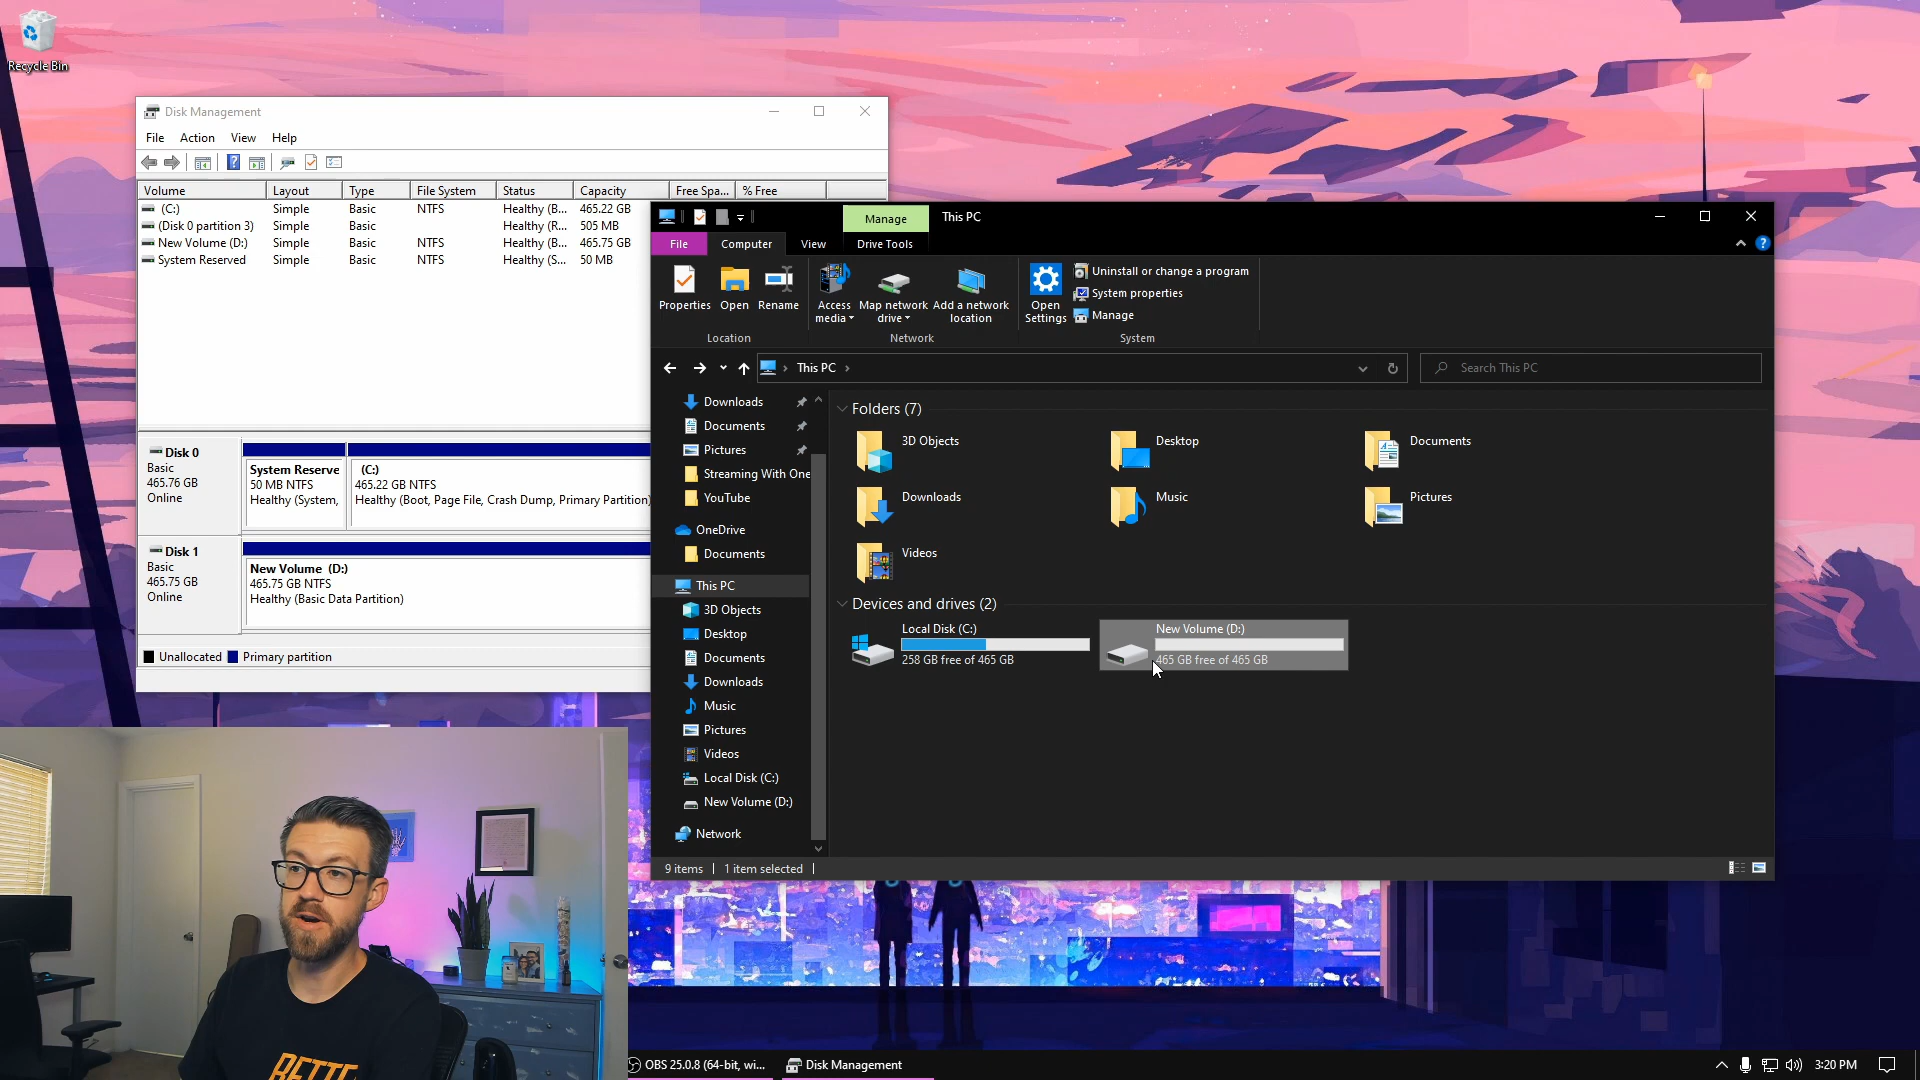 Recycle Bin
Disk Management
File Action View Help
Volume Layout Type File System Status Capacity Free Spa... % Free
(C:) Simple Basic NTFS Healthy (B... 465.22 GB
(Disk 0 partition 3) Simple Basic Healthy (R... 505 MB
New Volume (D:) Simple Basic NTFS Healthy (B... 465.75 GB
System Reserved Simple Basic NTFS Healthy (S... 50 MB
Disk 0
Basic
465.76 GB
Online
System Reserve
50 MB NTFS
Healthy (System,
(C:)
465.22 GB NTFS
Healthy (Boot, Page File, Crash Dump, Primary Partition)
Disk 1
Basic
465.75 GB
Online
New Volume (D:)
465.75 GB NTFS
Healthy (Basic Data Partition)
Unallocated Primary partition
Manage This PC
File Computer View Drive Tools
Properties
Open
Rename
Location
Access media
Map network drive
Add a network location
Network
Open Settings
Uninstall or change a program
System properties
Manage
System
This PC
Search This PC
Downloads
Documents
Pictures
Streaming With One
YouTube
OneDrive
Documents
This PC
3D Objects
Desktop
Documents
Downloads
Music
Pictures
Videos
Local Disk (C:)
New Volume (D:)
Network
Folders (7)
3D Objects
Desktop
Documents
Downloads
Music
Pictures
Videos
Devices and drives (2)
Local Disk (C:)
258 GB free of 465 GB
New Volume (D:)
465 GB free of 465 GB
9 items 1 item selected
OBS 25.0.8 (64-bit, wi...
Disk Management
3:20 PM